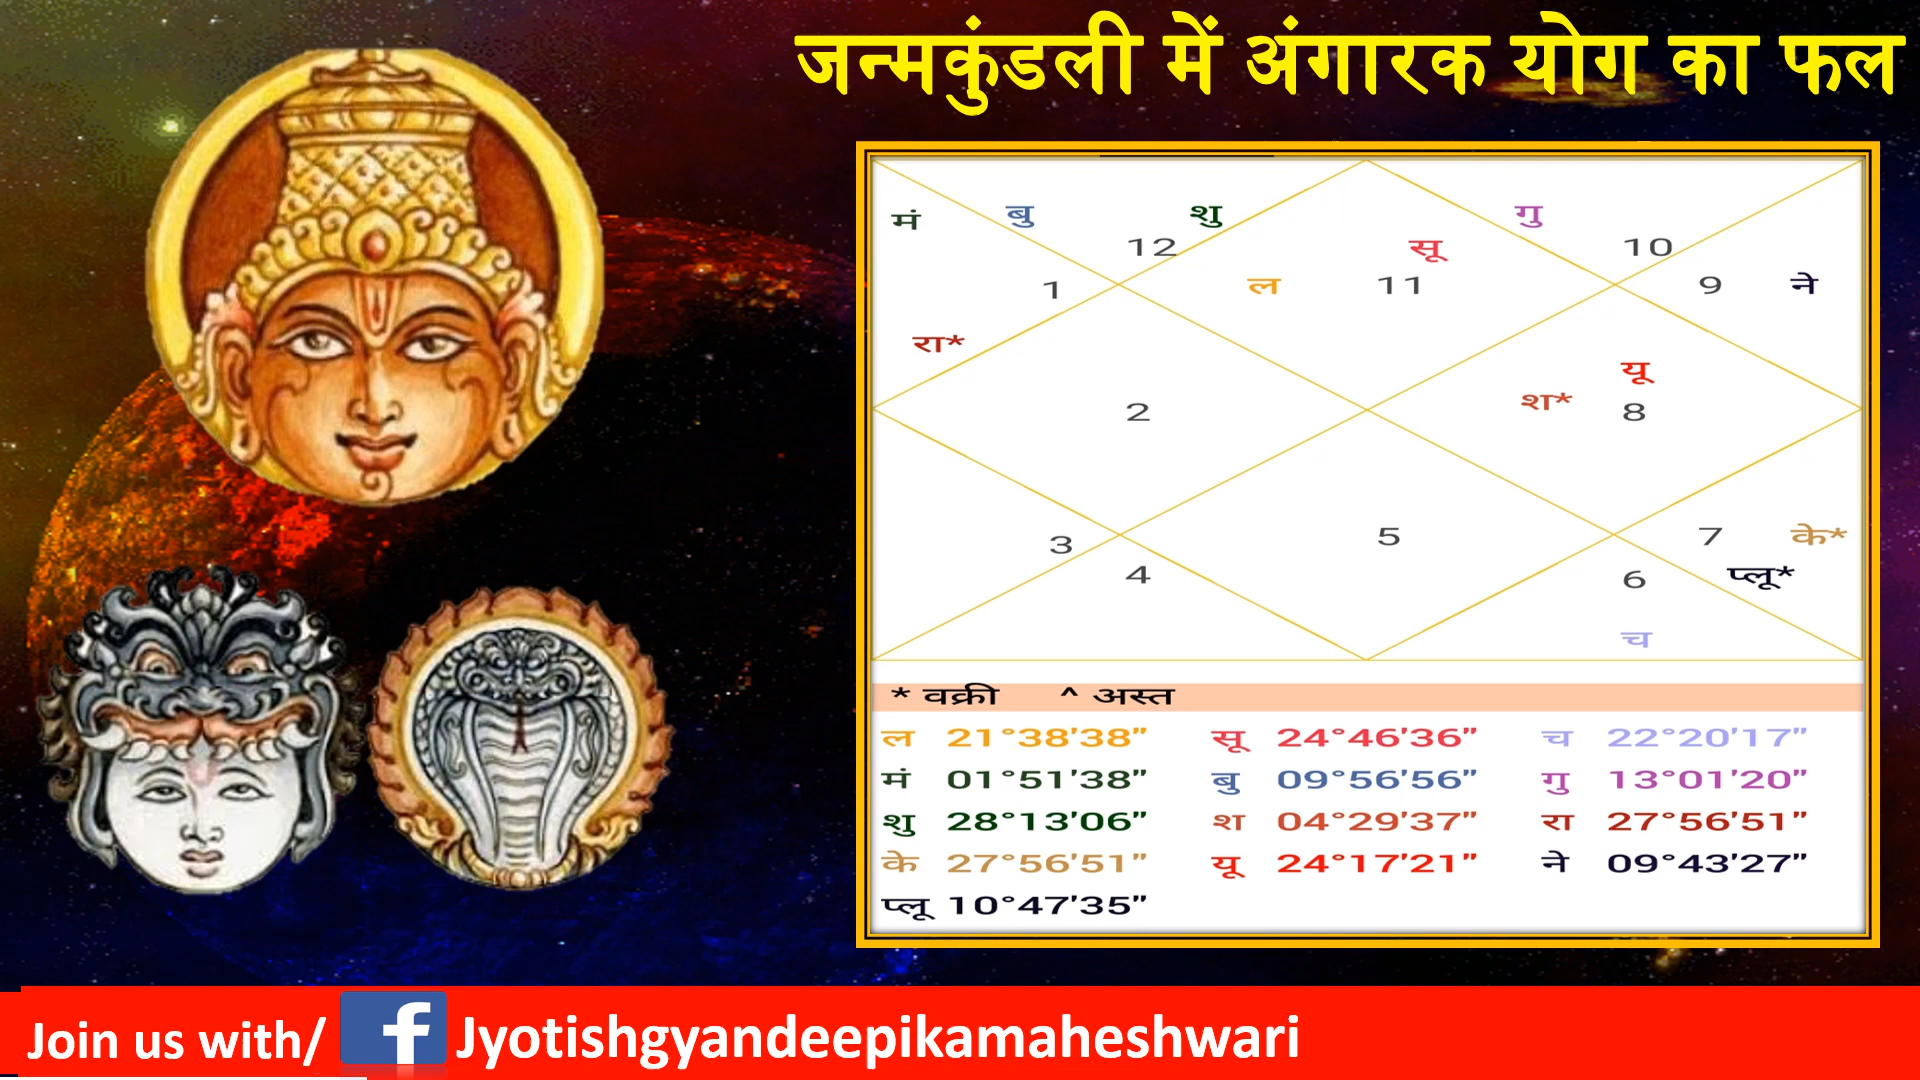 जन्मकुंडली में अंगारक योग का फल
मं बु शु 12
सू गु 10
1 ल 11 9 ने
रा*
2 श* यू 8
3 5 7 के*
4 6 प्लू*
च
* वक्री ^ अस्त
ल 21°38'38" सू 24°46'36" च 22°20'17"
मं 01°51'38" बु 09°56'56" गु 13°01'20"
शु 28°13'06" श 04°29'37" रा 27°56'51"
के 27°56'51" यू 24°17'21" ने 09°43'27"
प्लू 10°47'35"
Join us with/ f Jyotishgyandeepikamaheshwari